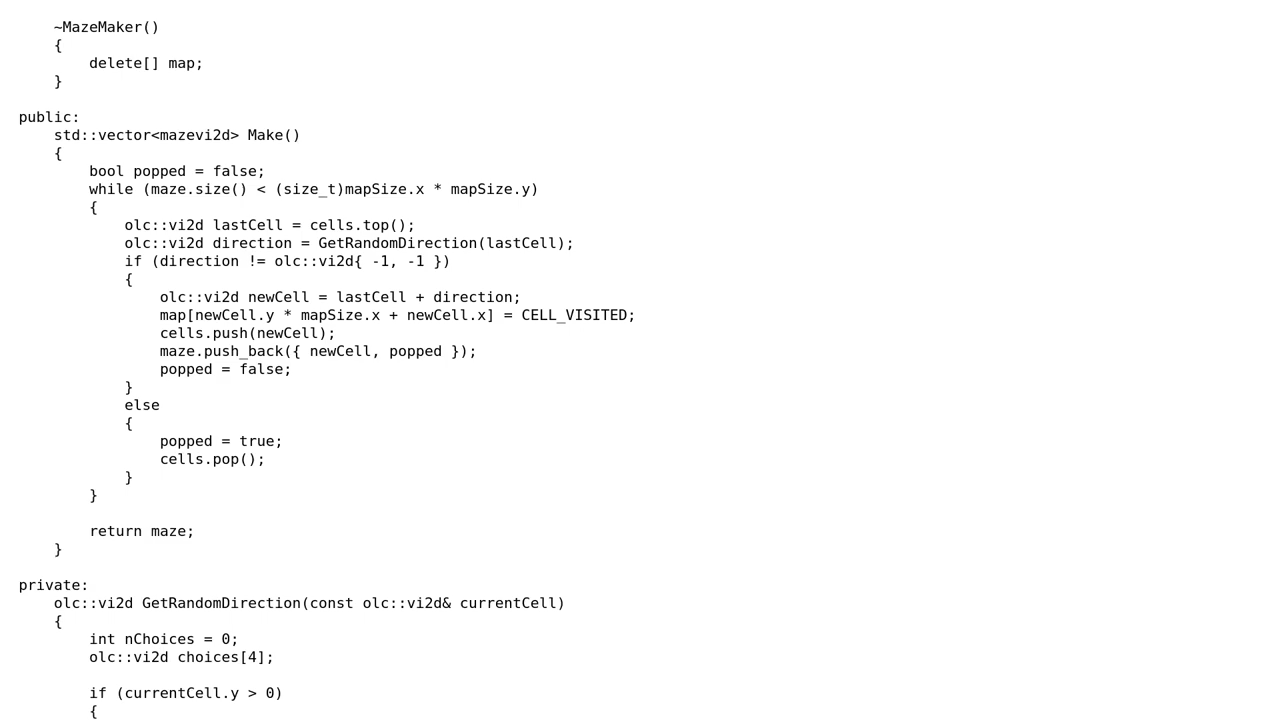 ~MazeMaker()
    {
        delete[] map;
    }

public:
    std::vector<mazevi2d> Make()
    {
        bool popped = false;
        while (maze.size() < (size_t)mapSize.x * mapSize.y)
        {
            olc::vi2d lastCell = cells.top();
            olc::vi2d direction = GetRandomDirection(lastCell);
            if (direction != olc::vi2d{ -1, -1 })
            {
                olc::vi2d newCell = lastCell + direction;
                map[newCell.y * mapSize.x + newCell.x] = CELL_VISITED;
                cells.push(newCell);
                maze.push_back({ newCell, popped });
                popped = false;
            }
            else
            {
                popped = true;
                cells.pop();
            }
        }

        return maze;
    }

private:
    olc::vi2d GetRandomDirection(const olc::vi2d& currentCell)
    {
        int nChoices = 0;
        olc::vi2d choices[4];

        if (currentCell.y > 0)
        {